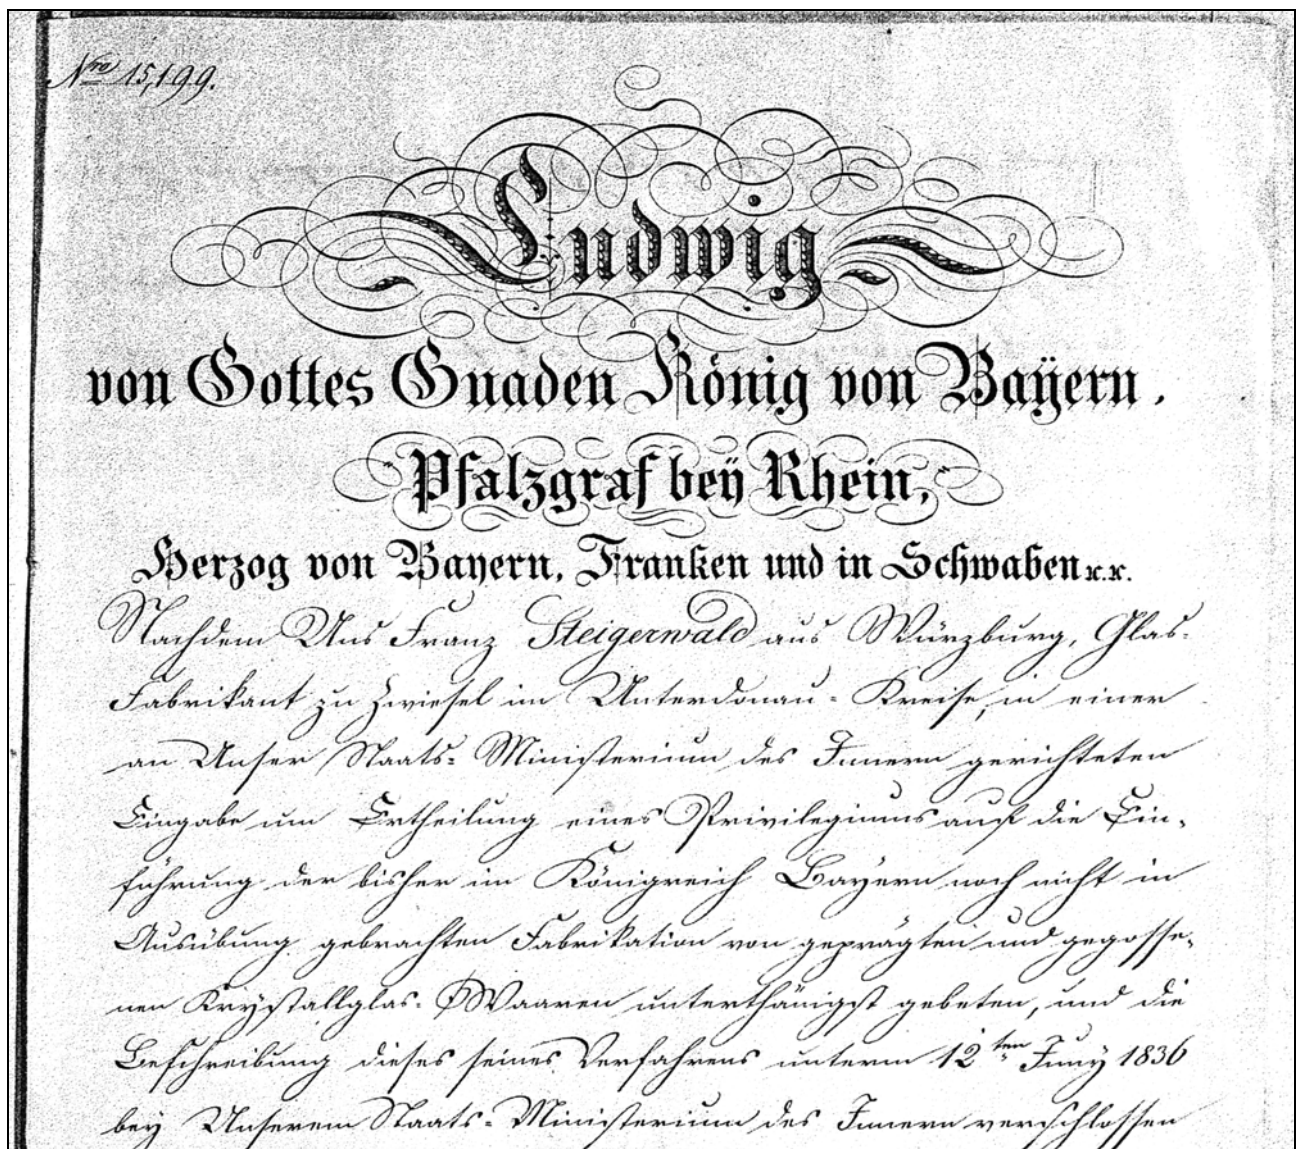 Nro 15,199.
Ludwig
von Gottes Gnaden König von Baÿern,
Pfalzgraf beÿ Rhein,
Herzog von Bayern, Franken und in Schwaben x.x.
Nachdem Uns Franz Steigerwald aus Würzburg, Glas-
Fabrikant zu Zwiesel im Unterdonau-Kreise, in einer
an Unser Staats-Ministerium des Innern gerichteten
Eingabe um Ertheilung eines Privilegiums auf die Ein-
führung der bisher im Königreich Bayern noch nicht in
Ausübung gebrachten Fabrikation von geprägten und gegosse-
nen Krystallglas-Waaren unterthänigst gebeten, und die
Beschreibung dieses seines Verfahrens unterm 12ten Juny 1836
bey Unserem Staats-Ministerium des Innern verschlossen